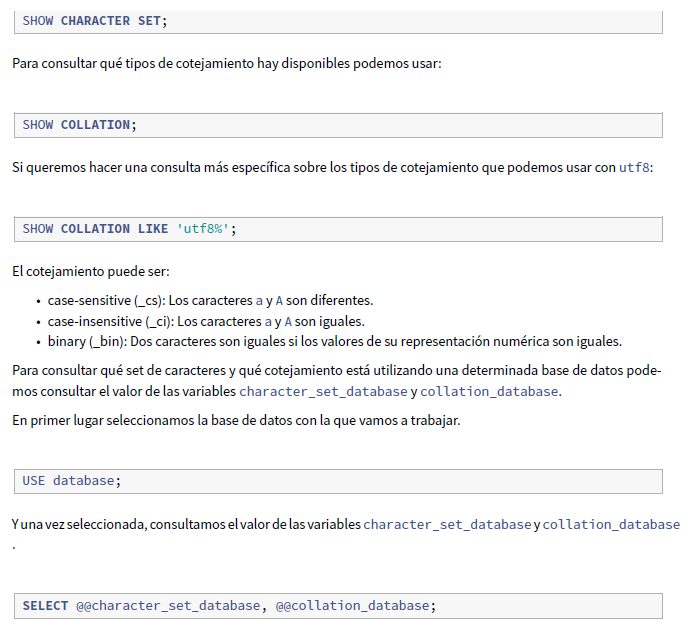 SHOW CHARACTER SET;
Para consultar qué tipos de cotejamiento hay disponibles podemos usar:
SHOW COLLATION;
Si queremos hacer una consulta más específica sobre los tipos de cotejamiento que podemos usar con utf8:
SHOW COLLATION LIKE 'utf8%';
El cotejamiento puede ser:
• case-sensitive (_cs): Los caracteres a y A son diferentes.
• case-insensitive (_ci): Los caracteres a y A son iguales.
• binary (_bin): Dos caracteres son iguales si los valores de su representación numérica son iguales.
Para consultar qué set de caracteres y qué cotejamiento está utilizando una determinada base de datos pode-
mos consultar el valor de las variables character_set_database y collation_database.
En primer lugar seleccionamos la base de datos con la que vamos a trabajar.
USE database;
Y una vez seleccionada, consultamos el valor de las variables character_set_database y collation_database
.
SELECT @@character_set_database, @@collation_database;